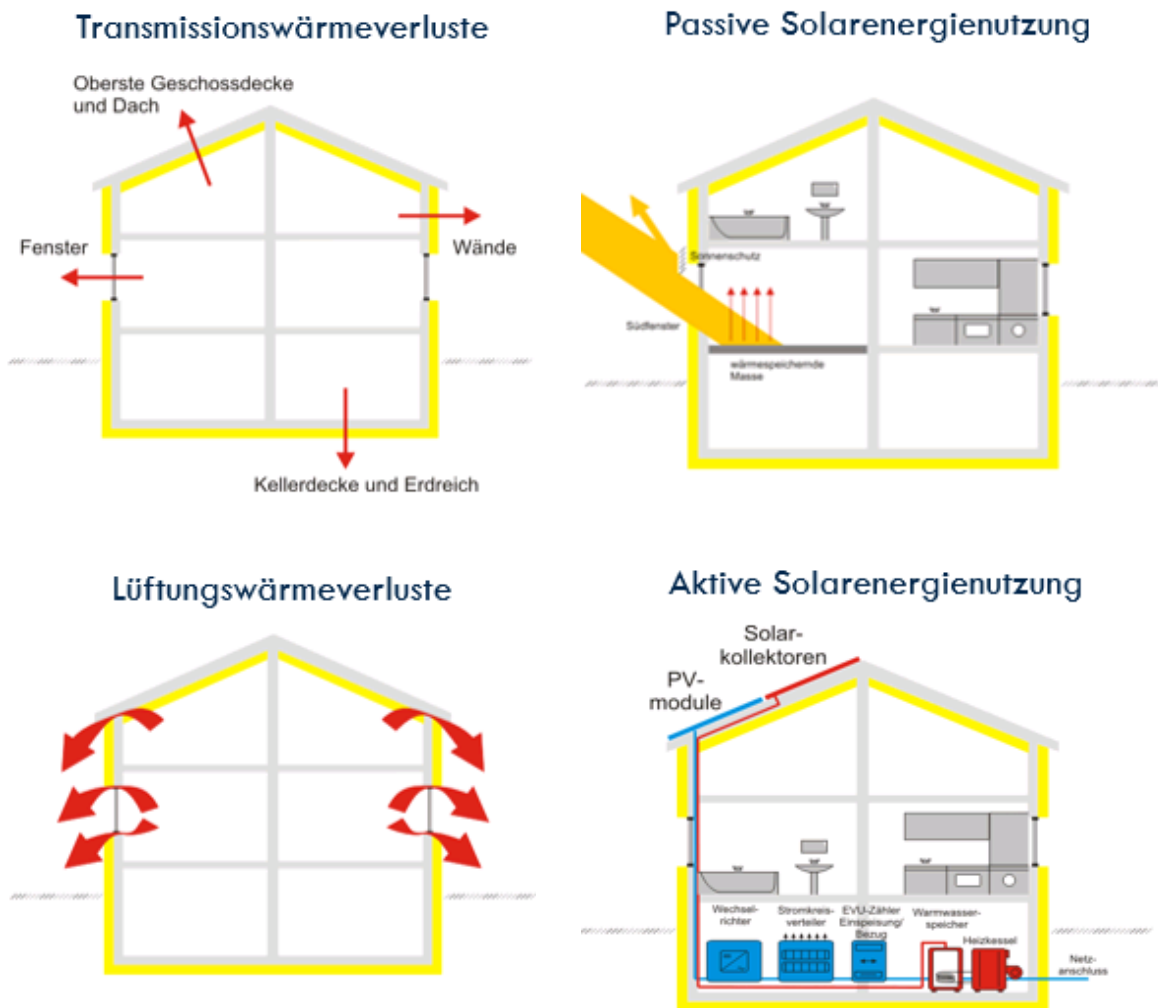 Transmissionswärmeverluste
Oberste Geschossdecke
und Dach
Fenster
Wände
Kellerdecke und Erdreich
Passive Solarenergienutzung
Sonnenschutz
Südfenster
wärmespeichernde
Masse
Lüftungswärmeverluste
Aktive Solarenergienutzung
Solar-
kollektoren
PV-
module
Wechsel-
richter
Stromkreis-
verteiler
EVU-Zähler
Einspeisung/
Bezug
Warmwasser-
speicher
Heizkessel
Netz-
anschluss